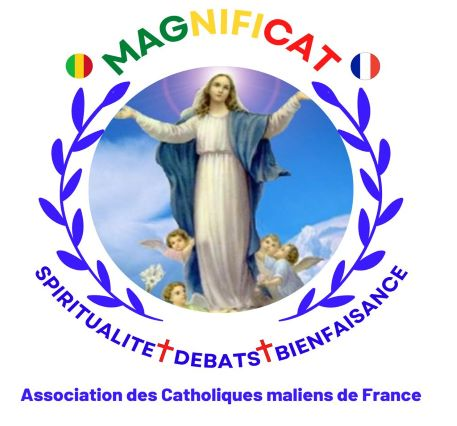 MAGNIFICAT
SPIRITUALITE✝DEBATS✝BIENFAISANCE
Association des Catholiques maliens de France